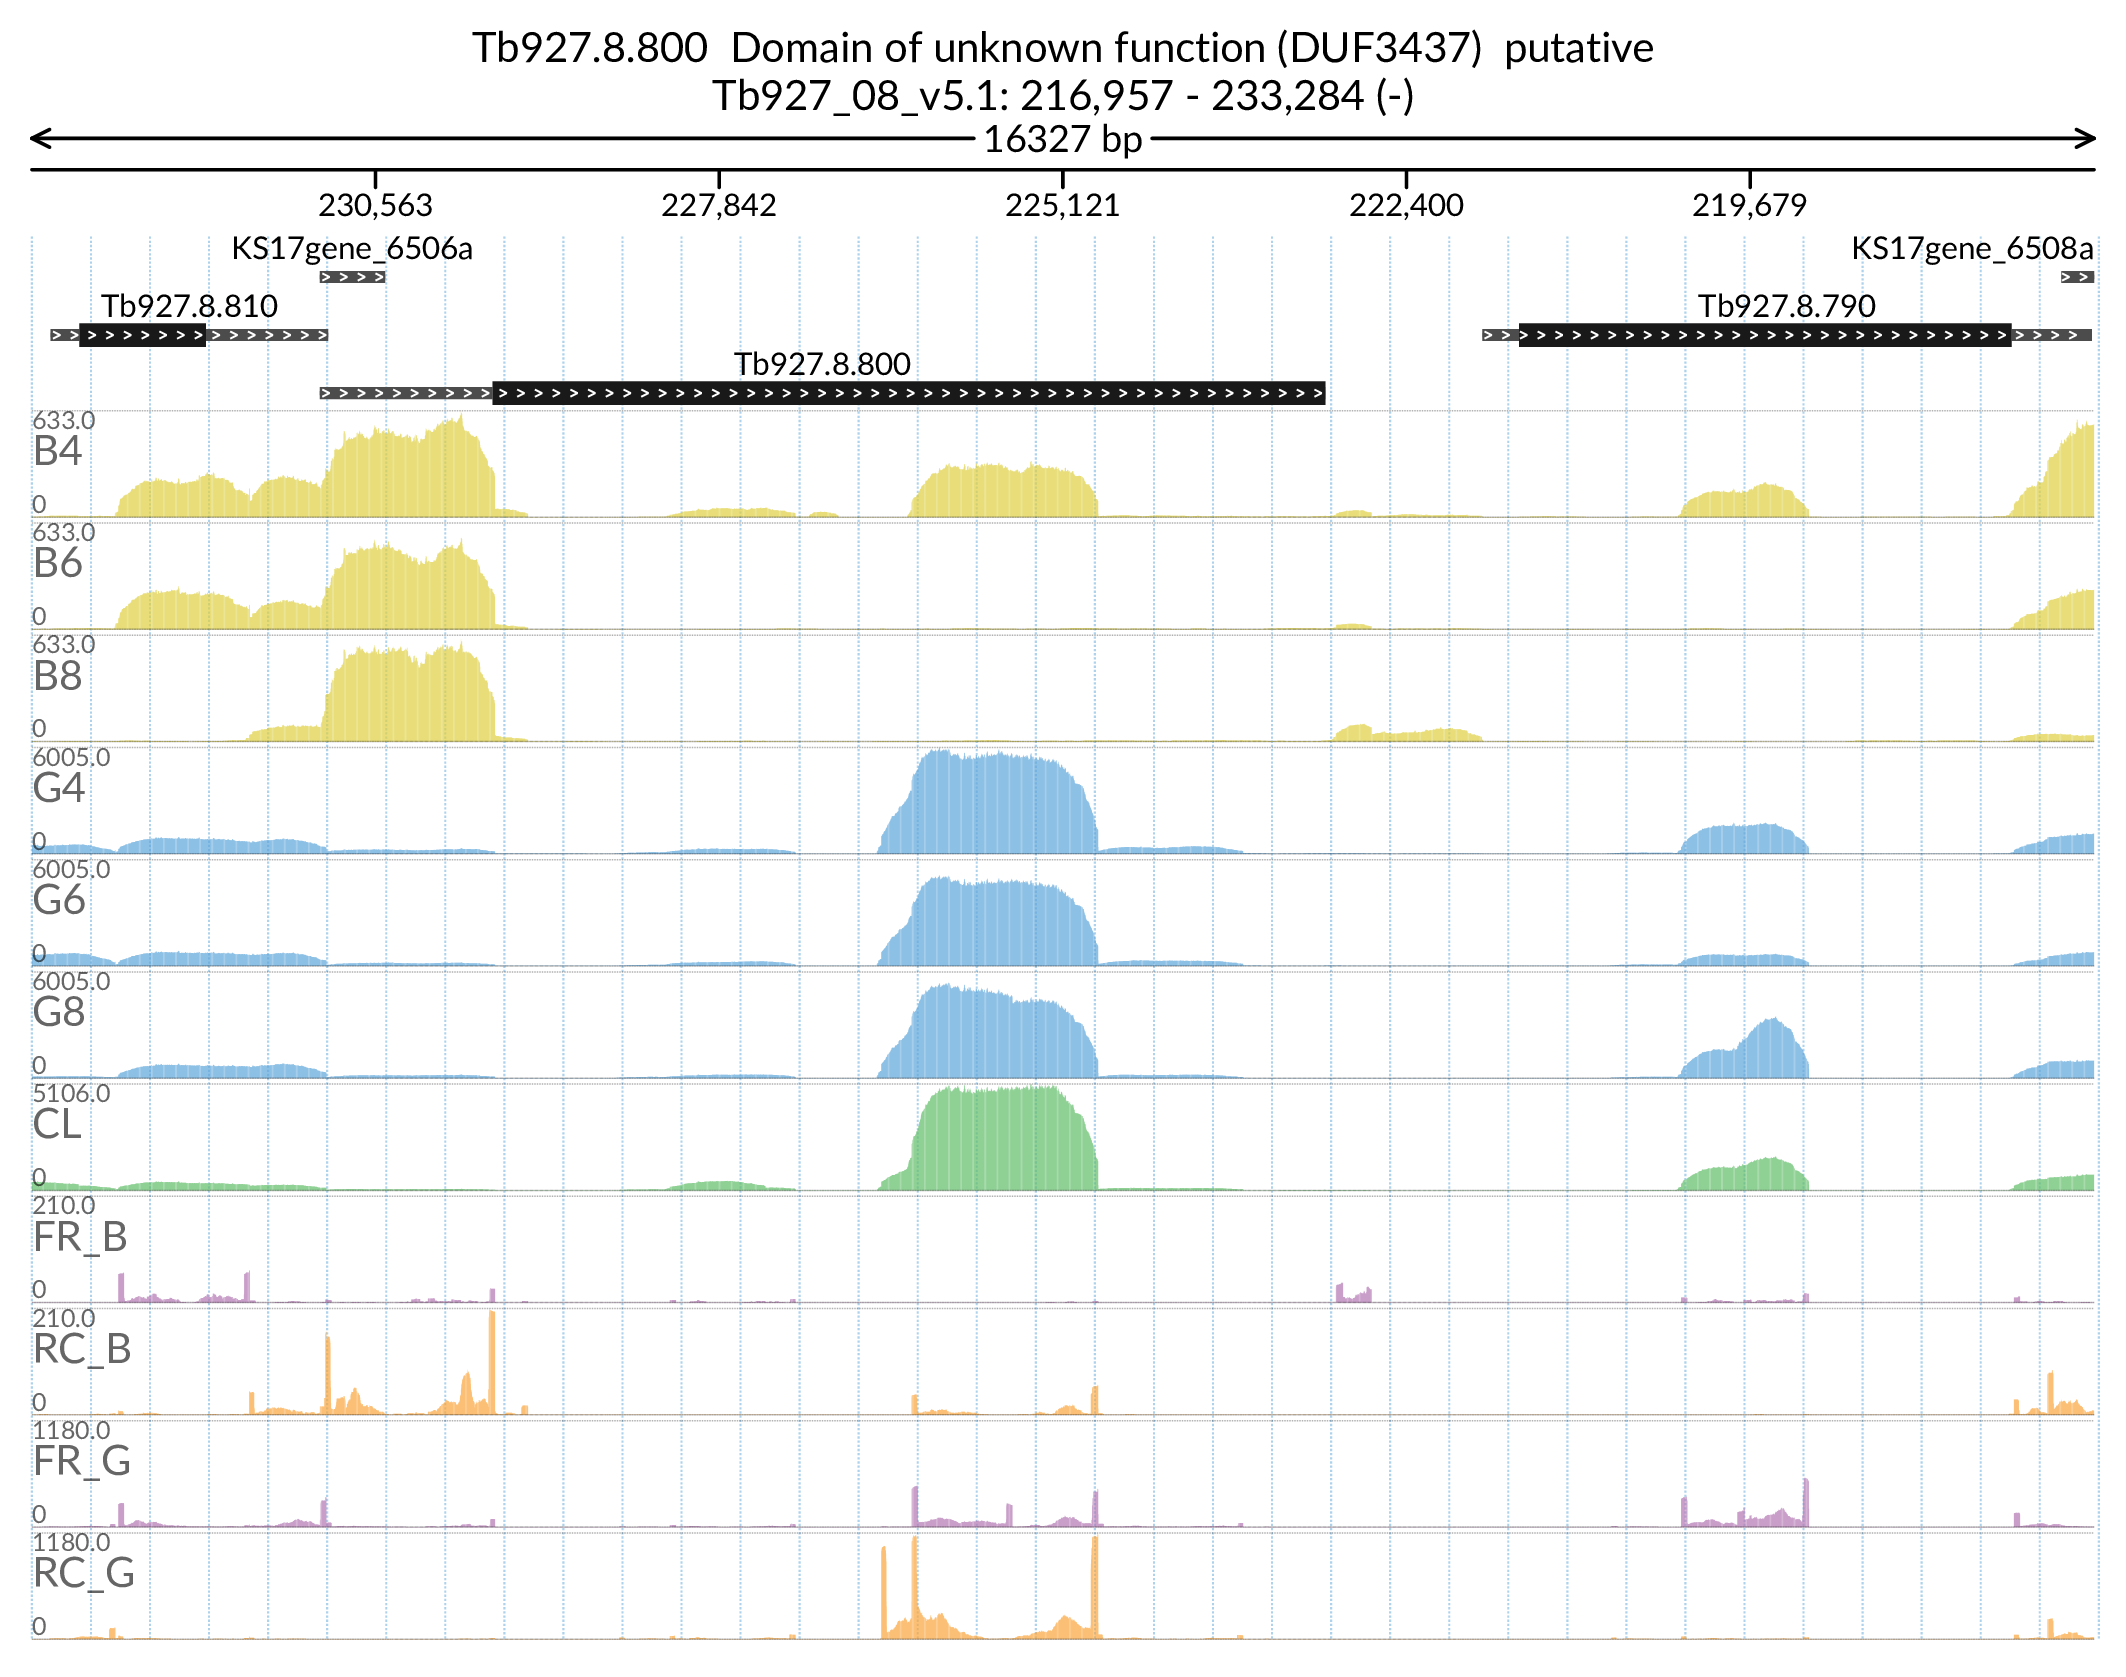 Tb927.8.800  Domain of unknown function (DUF3437)  putative
Tb927_08_v5.1: 216,957 - 233,284 (-)
16327 bp
230,563 227,842 225,121 222,400 219,679
KS17gene_6506a KS17gene_6508a
Tb927.8.810 Tb927.8.790
Tb927.8.800
633.0
B4
0
633.0
B6
0
633.0
B8
0
6005.0
G4
0
6005.0
G6
0
6005.0
G8
0
5106.0
CL
0
210.0
FR_B
0
210.0
RC_B
0
1180.0
FR_G
0
1180.0
RC_G
0